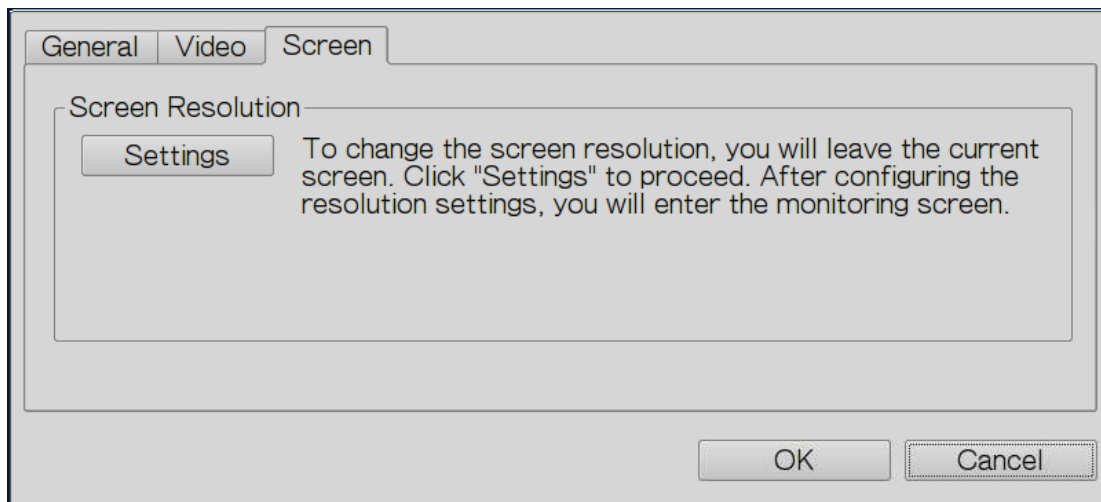 General Video Screen
Screen Resolution
Settings
To change the screen resolution, you will leave the current
screen. Click "Settings" to proceed. After configuring the
resolution settings, you will enter the monitoring screen.
OK Cancel